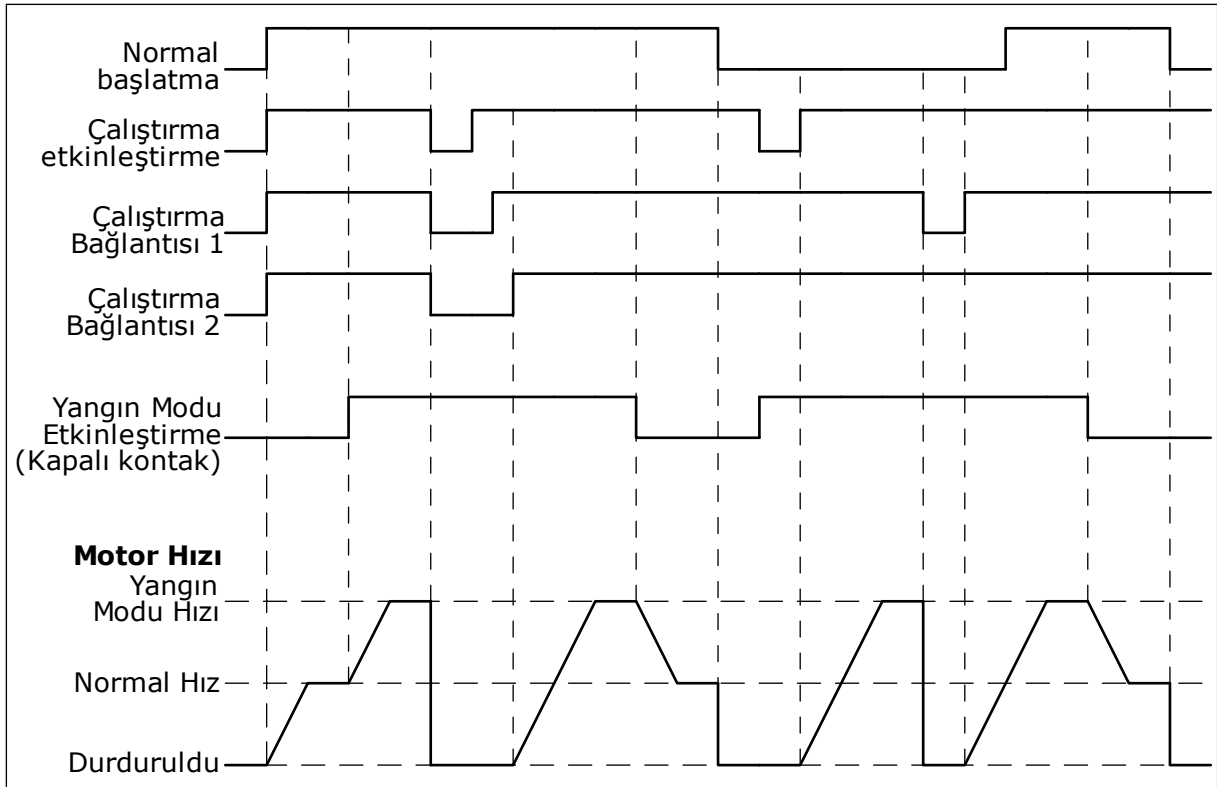 Normal
başlatma
Çalıştırma
etkinleştirme
Çalıştırma
Bağlantısı 1
Çalıştırma
Bağlantısı 2
Yangın Modu
Etkinleştirme
(Kapalı kontak)
Motor Hızı
Yangın
Modu Hızı
Normal Hız
Durduruldu